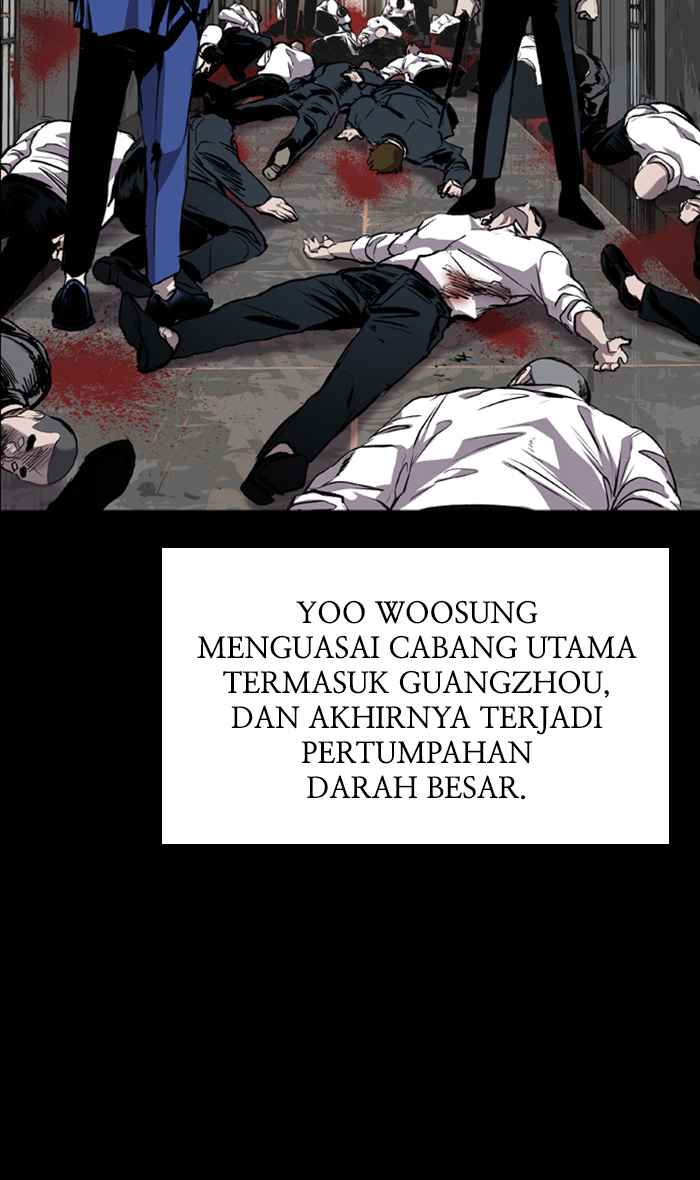 YOO WOOSUNG
MENGUASAI CABANG UTAMA
TERMASUK GUANGZHOU,
DAN AKHIRNYA TERJADI
PERTUMPAHAN
DARAH BESAR.